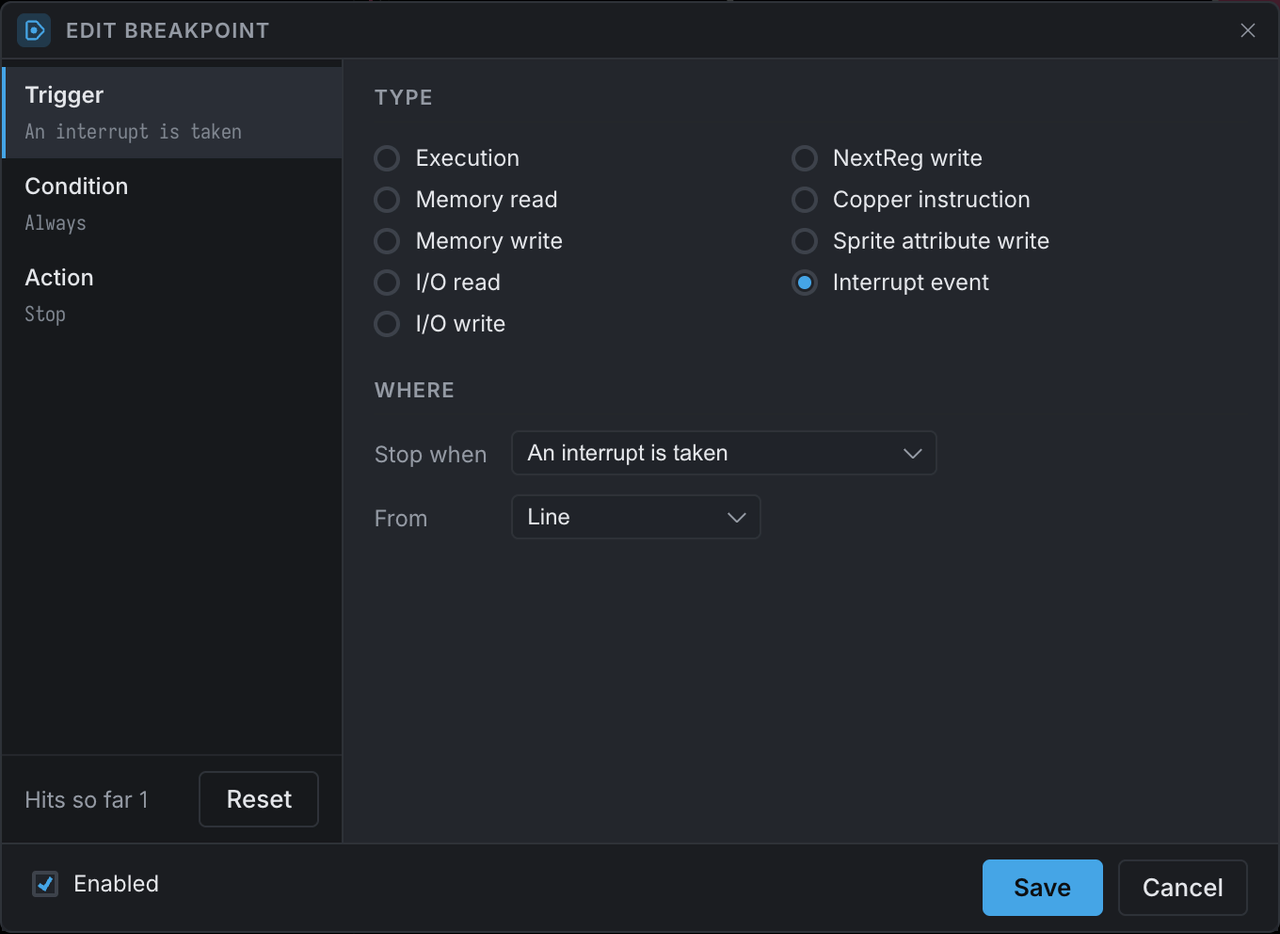 EDIT BREAKPOINT
Trigger
An interrupt is taken
Condition
Always
Action
Stop
Hits so far 1
Reset
TYPE
Execution
Memory read
Memory write
I/O read
I/O write
NextReg write
Copper instruction
Sprite attribute write
Interrupt event
WHERE
Stop when An interrupt is taken
From Line
Enabled
Save Cancel